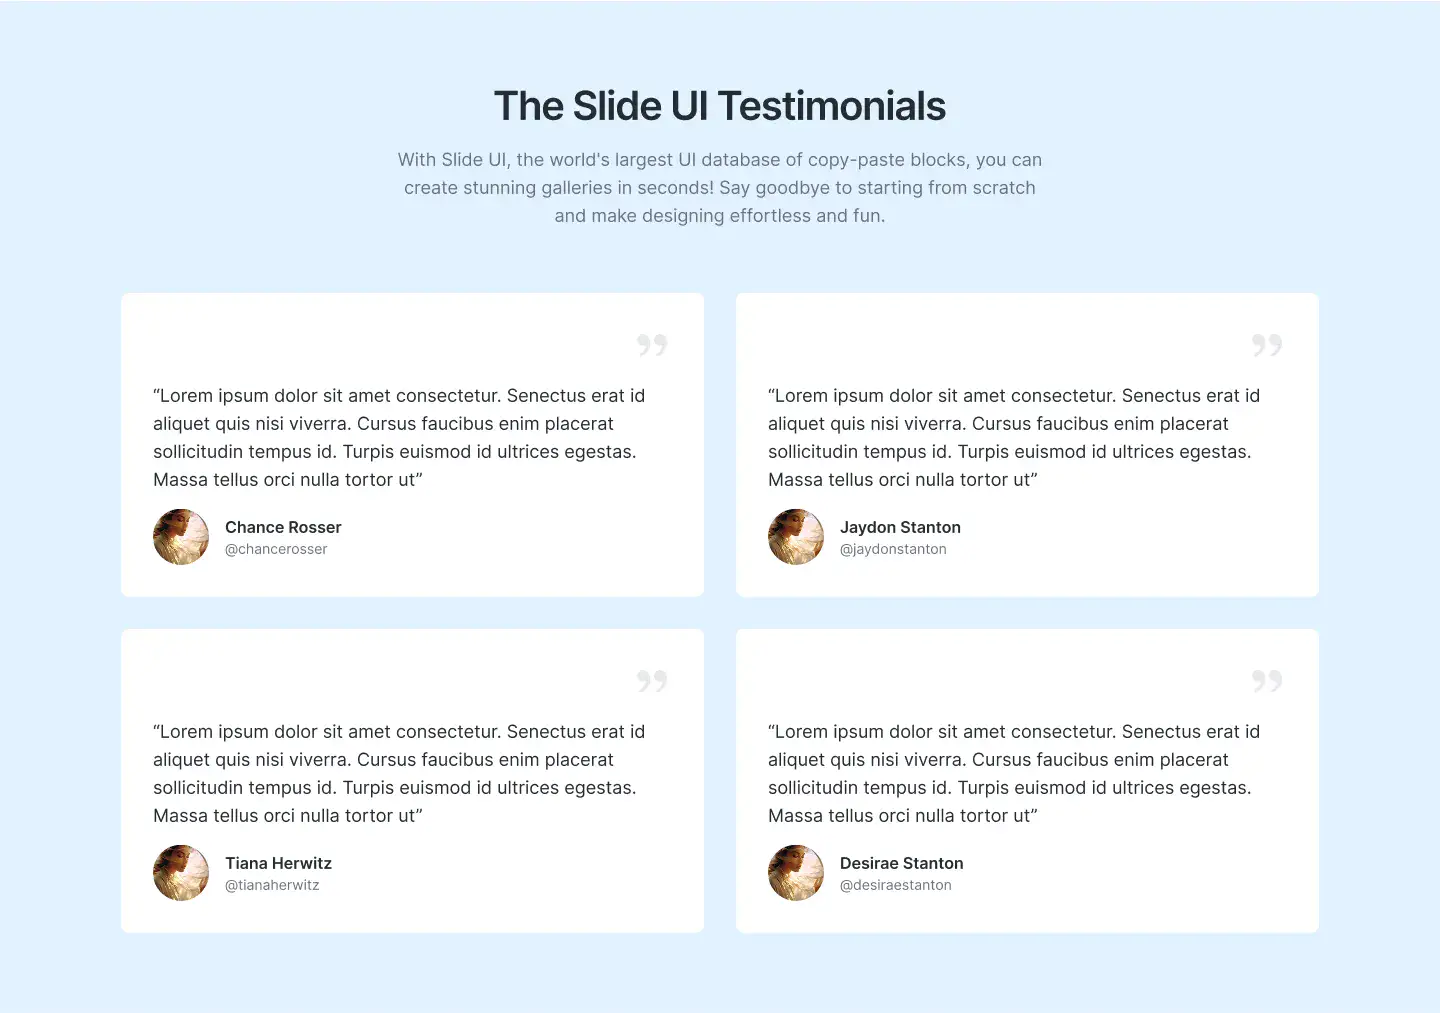 The Slide UI Testimonials
With Slide UI, the world's largest UI database of copy-paste blocks, you can
create stunning galleries in seconds! Say goodbye to starting from scratch
and make designing effortless and fun.
”
“Lorem ipsum dolor sit amet consectetur. Senectus erat id
aliquet quis nisi viverra. Cursus faucibus enim placerat
sollicitudin tempus id. Turpis euismod id ultrices egestas.
Massa tellus orci nulla tortor ut”
Chance Rosser
@chancerosser
”
“Lorem ipsum dolor sit amet consectetur. Senectus erat id
aliquet quis nisi viverra. Cursus faucibus enim placerat
sollicitudin tempus id. Turpis euismod id ultrices egestas.
Massa tellus orci nulla tortor ut”
Jaydon Stanton
@jaydonstanton
”
“Lorem ipsum dolor sit amet consectetur. Senectus erat id
aliquet quis nisi viverra. Cursus faucibus enim placerat
sollicitudin tempus id. Turpis euismod id ultrices egestas.
Massa tellus orci nulla tortor ut”
Tiana Herwitz
@tianaherwitz
”
“Lorem ipsum dolor sit amet consectetur. Senectus erat id
aliquet quis nisi viverra. Cursus faucibus enim placerat
sollicitudin tempus id. Turpis euismod id ultrices egestas.
Massa tellus orci nulla tortor ut”
Desirae Stanton
@desiraestanton